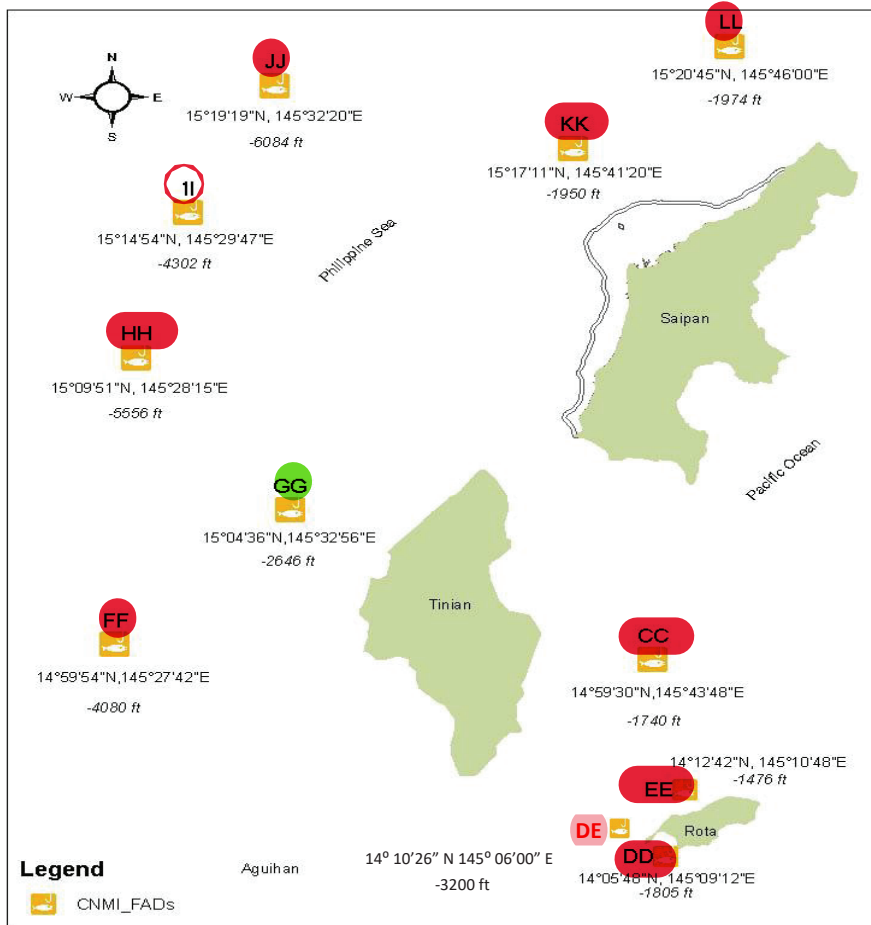 LL
15°20'45"N, 145°46'00"E
-1974 ft
JJ
15°19'19"N, 145°32'20"E
-6084 ft
N
W
E
S
KK
15°17'11"N, 145°41'20"E
-1950 ft
1I
15°14'54"N, 145°29'47"E
-4302 ft
Philippine Sea
Saipan
HH
15°09'51"N, 145°28'15"E
-5556 ft
Pacific Ocean
GG
15°04'36"N,145°32'56"E
-2646 ft
Tinian
FF
14°59'54"N,145°27'42"E
-4080 ft
CC
14°59'30"N,145°43'48"E
-1740 ft
14°12'42"N, 145°10'48"E
-1476 ft
EE
DE
Rota
14° 10'26” N 145° 06'00” E
-3200 ft
DD
14°05'48"N, 145°09'12"E
-1805 ft
Aguihan
Legend
CNMI_FADs